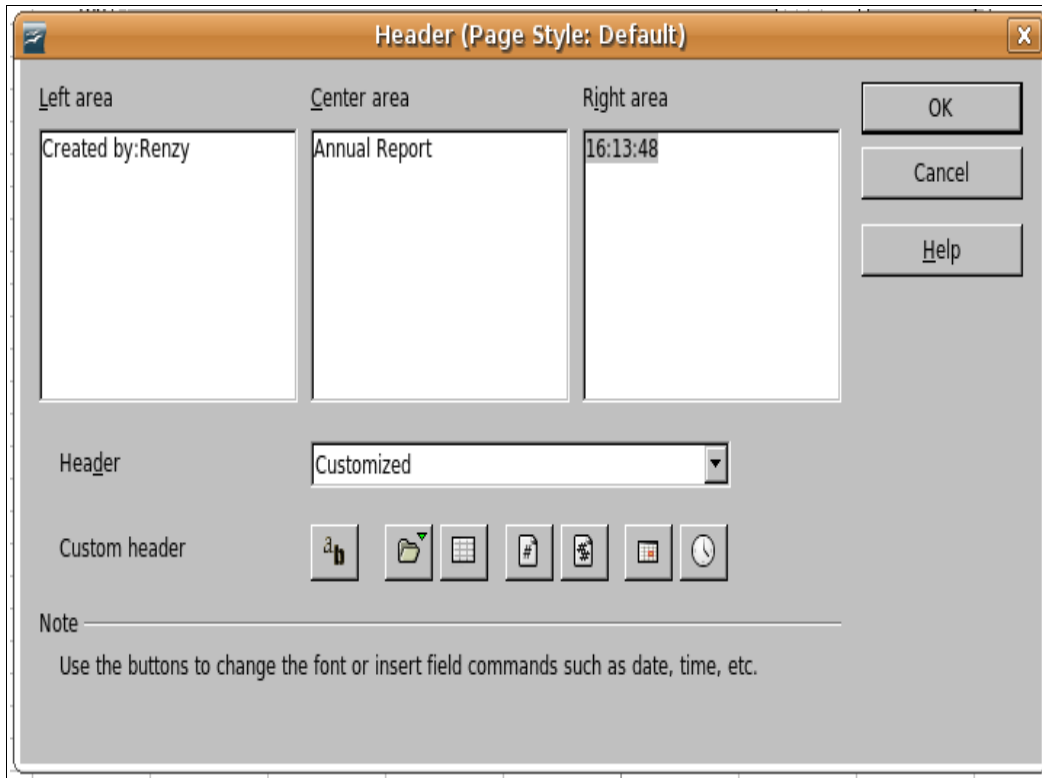 Header (Page Style: Default)
Left area
Center area
Right area
OK
Created by:Renzy
Annual Report
16:13:48
Cancel
Help
Header
Customized
Custom header
ab
#
Note
Use the buttons to change the font or insert field commands such as date, time, etc.